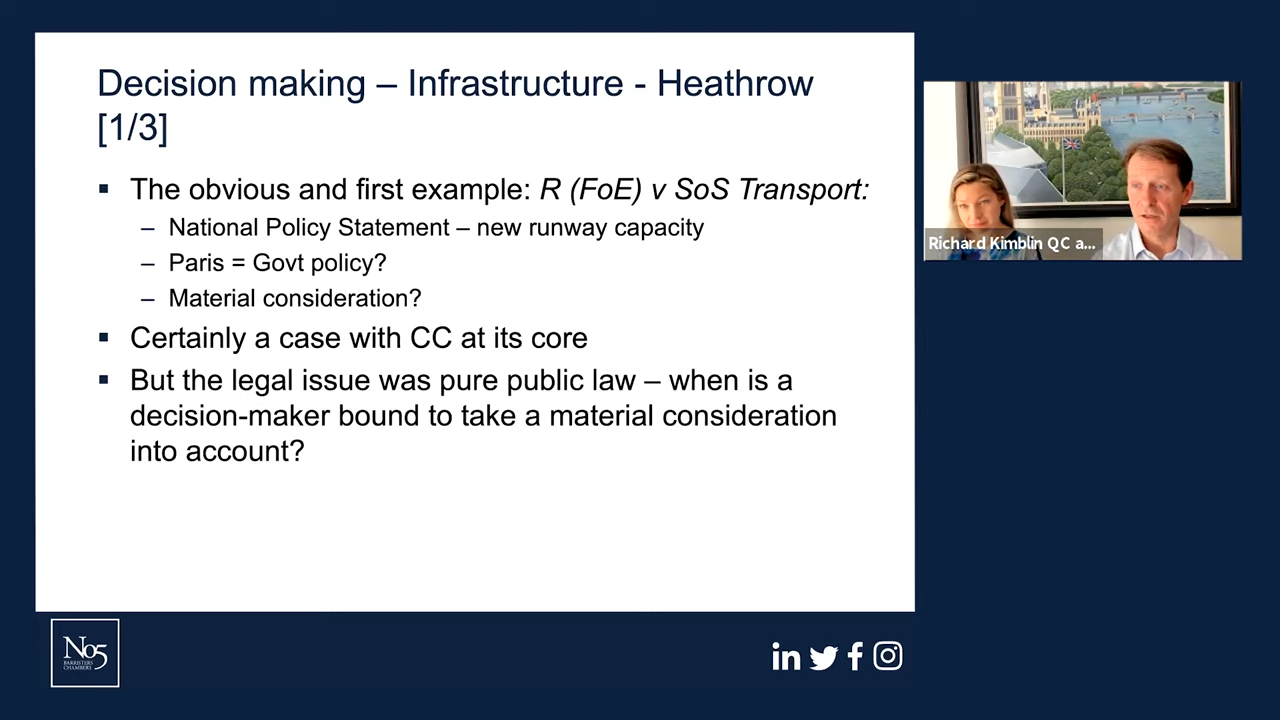 Decision making – Infrastructure - Heathrow
[1/3]
▪ The obvious and first example: R (FoE) v SoS Transport:
– National Policy Statement – new runway capacity
– Paris = Govt policy?
– Material consideration?
▪ Certainly a case with CC at its core
▪ But the legal issue was pure public law – when is a
decision-maker bound to take a material consideration
into account?
Richard Kimblin QC a...
No5
BARRISTERS
CHAMBERS